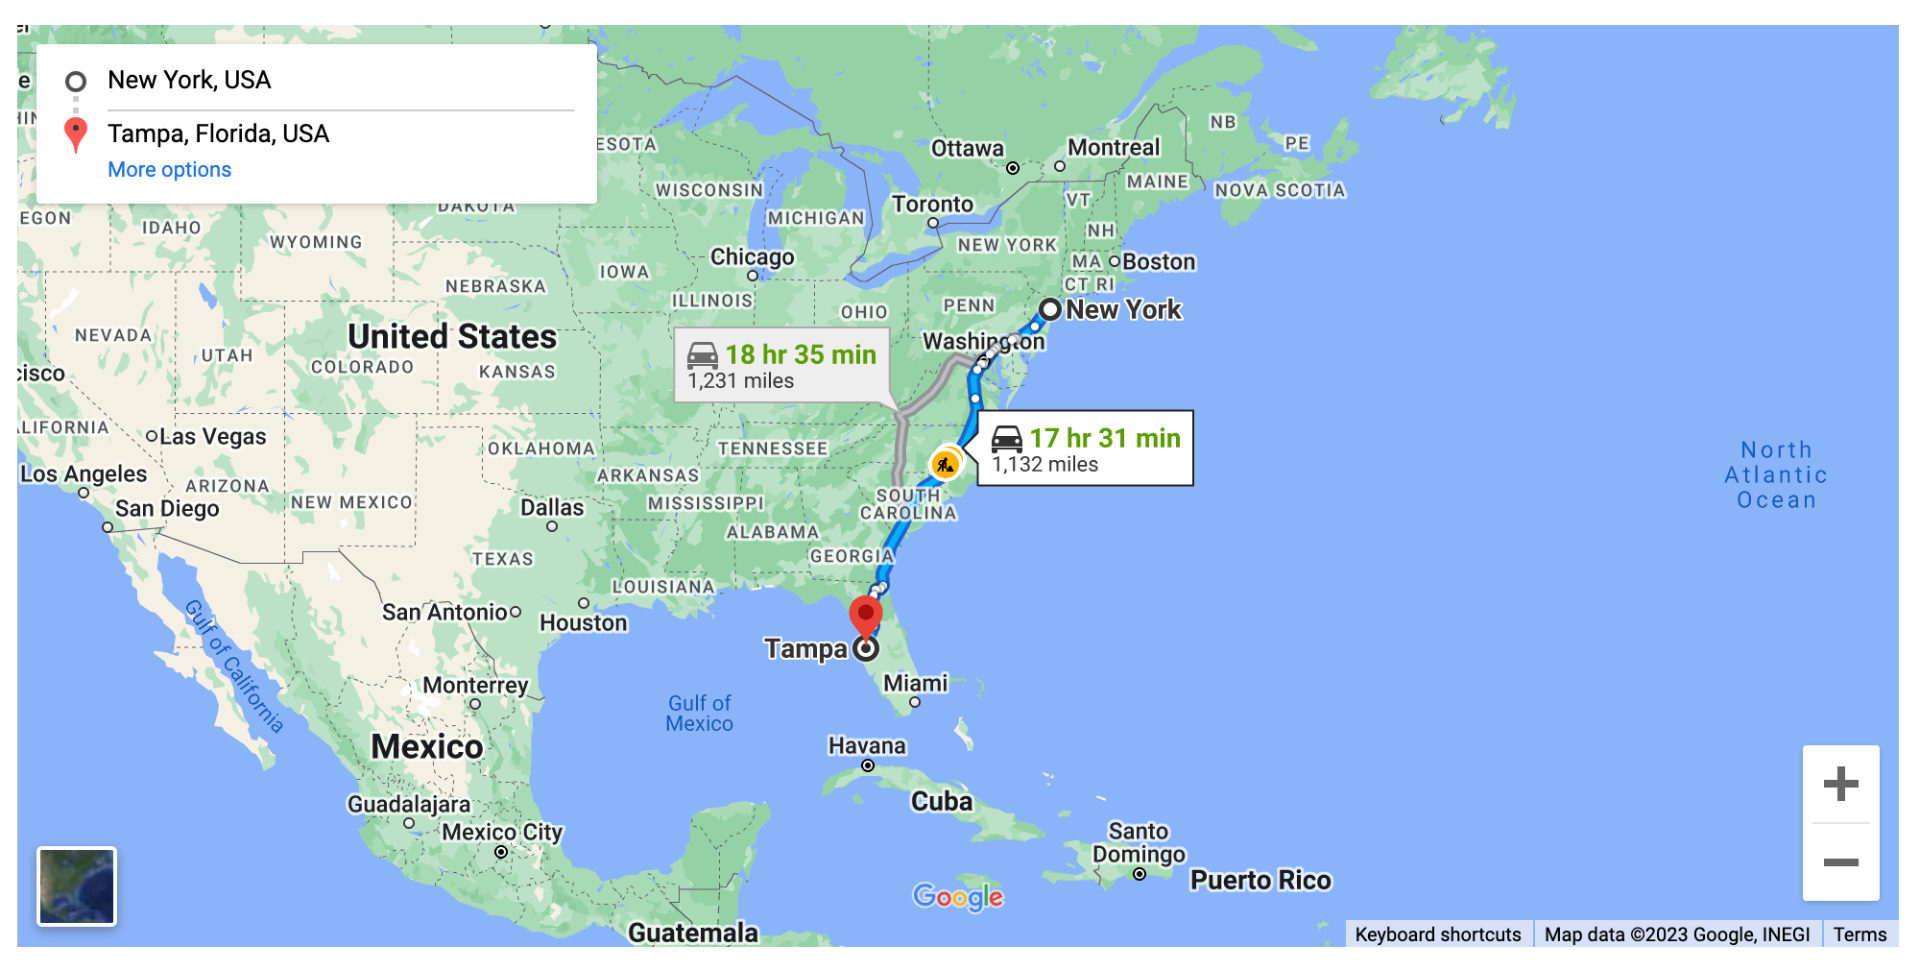 New York, USA
Tampa, Florida, USA
More options
ESOTA
NB
PE
Ottawa
Montreal
WISCONSIN
MAINE
NOVA SCOTIA
EGON
IDAHO
DAKOTA
MICHIGAN
Toronto
VT
WYOMING
NEW YORK
NH
Chicago
MA
Boston
IOWA
NEBRASKA
CT RI
ILLINOIS
OHIO
PENN
New York
NEVADA
United States
Washington
UTAH
COLORADO
KANSAS
18 hr 35 min
1,231 miles
cisco
ALIFORNIA
Las Vegas
OKLAHOMA
TENNESSEE
17 hr 31 min
1,132 miles
North
Atlantic
Ocean
Los Angeles
ARIZONA
NEW MEXICO
ARKANSAS
MISSISSIPPI
SOUTH
CAROLINA
San Diego
Dallas
ALABAMA
TEXAS
GEORGIA
LOUISIANA
San Antonio
Houston
Gulf of California
Tampa
Monterrey
Miami
Gulf of
Mexico
Mexico
Havana
Cuba
Guadalajara
Mexico City
Santo
Domingo
Puerto Rico
Google
Guatemala
Keyboard shortcuts
Map data ©2023 Google, INEGI
Terms